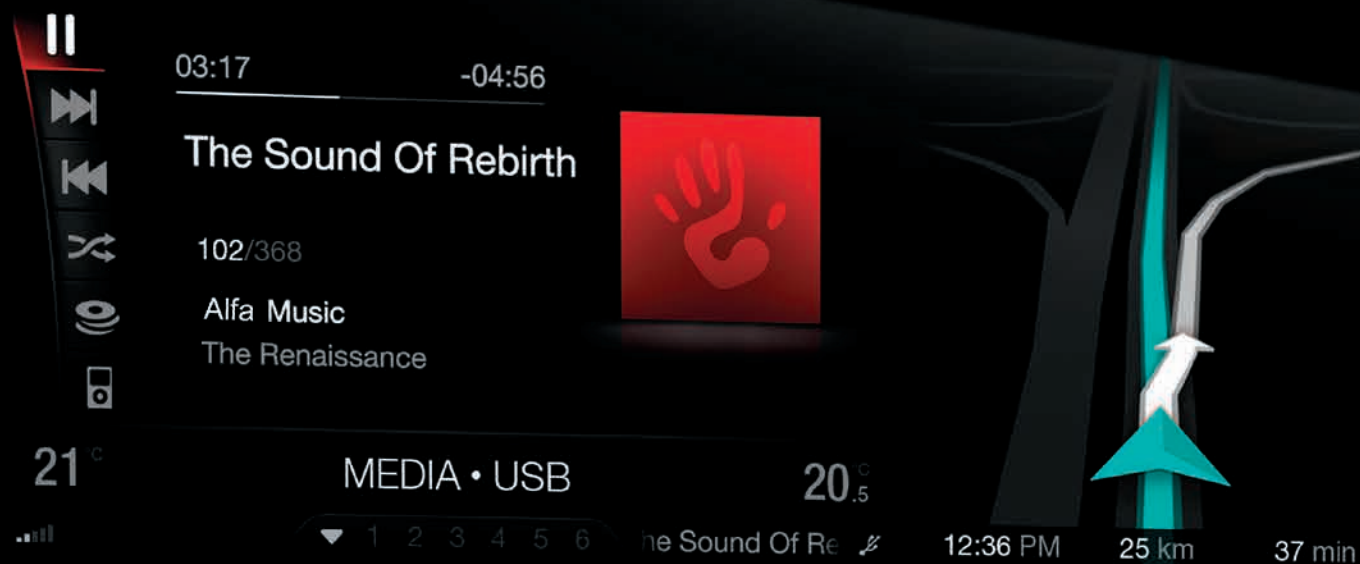 03:17 -04:56
The Sound Of Rebirth
102/368
Alfa Music
The Renaissance
21 °C MEDIA • USB 20.5 °C
1 2 3 4 5 6 he Sound Of Re 12:36 PM 25 km 37 min